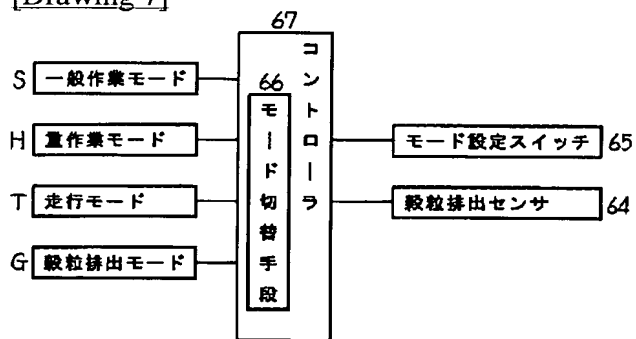 [Drawing 7]
67
コントローラ
66
モード切替手段
S 一般作業モード
H 重作業モード
T 走行モード
G 穀粒排出モード
モード設定スイッチ 65
穀粒排出センサ 64